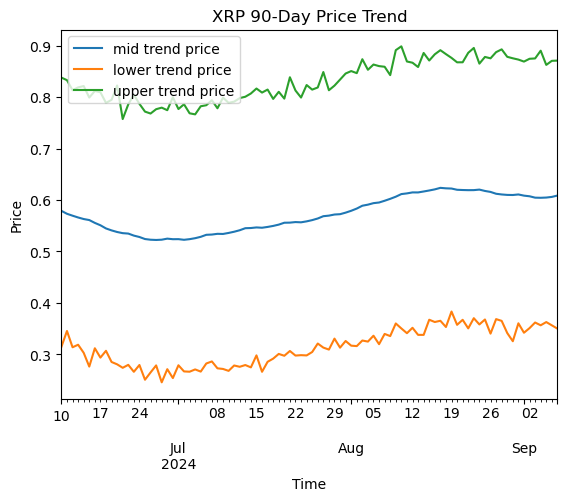 XRP 90-Day Price Trend
mid trend price
lower trend price
upper trend price
0.9
0.8
0.7
0.6
0.5
0.4
0.3
Price
10 17 24 08 15 22 29 05 12 19 26 02
Jul Aug Sep
2024
Time